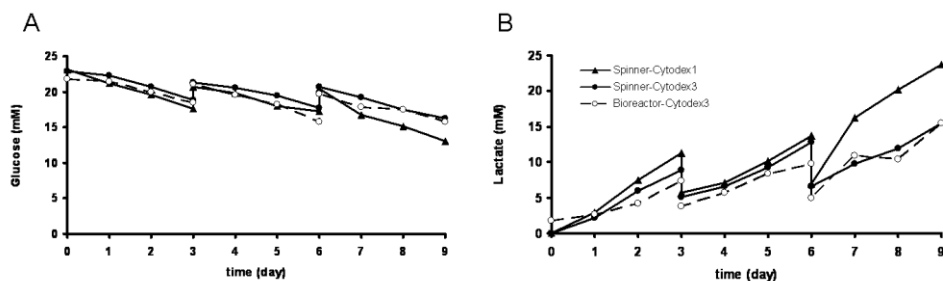 A
Glucose (mM)
25
20
15
10
5
0
0 1 2 3 4 5 6 7 8 9
time (day)
B
Lactate (mM)
25
20
15
10
5
0
Spinner-Cytodex1
Spinner-Cytodex3
Bioreactor-Cytodex3
0 1 2 3 4 5 6 7 8 9
time (day)